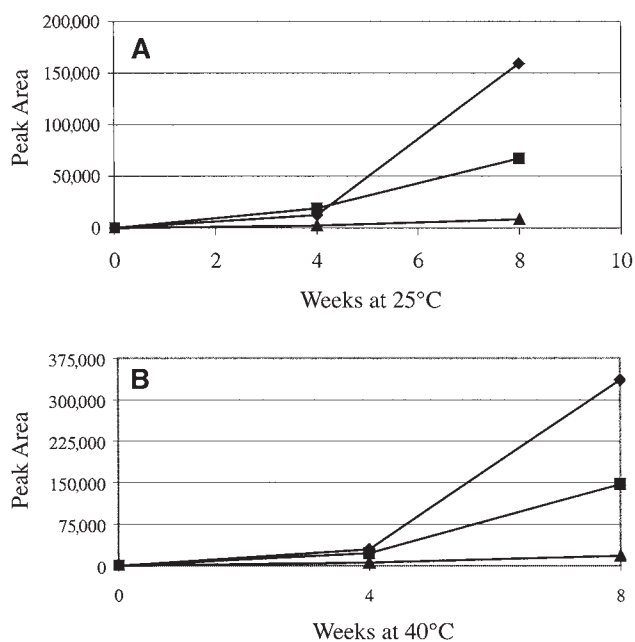 200,000
A
150,000
Peak Area
100,000
50,000
0
0 2 4 6 8 10
Weeks at 25°C
375,000
B
300,000
225,000
Peak Area
150,000
75,000
0
0 4 8
Weeks at 40°C